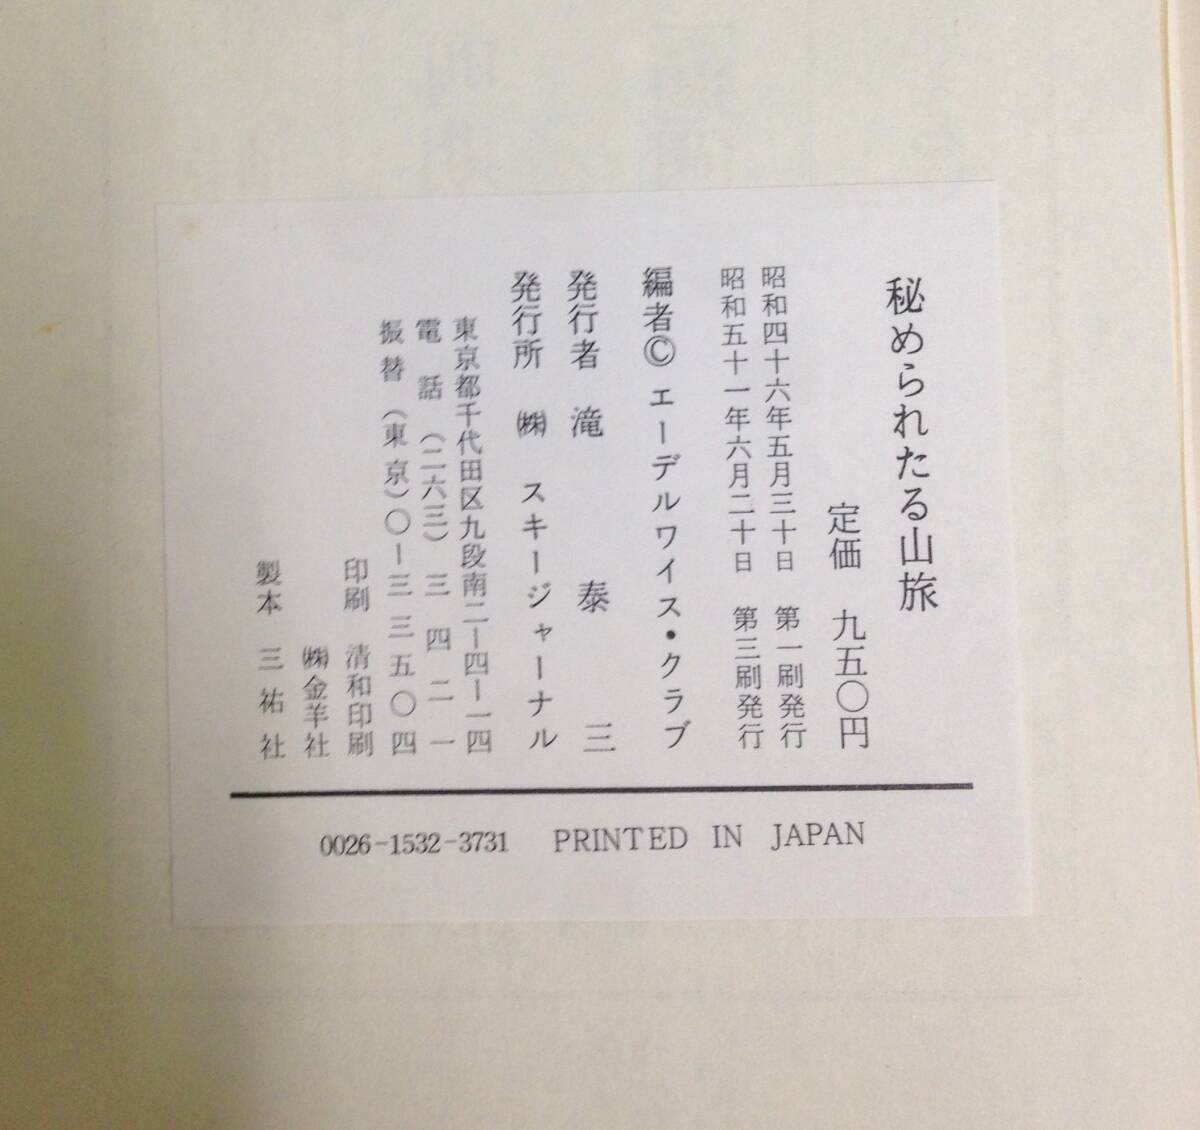 秘められたる山旅
定価　九五〇円
昭和四十六年五月三十日　第一刷発行
昭和五十一年六月二十日　第三刷発行
編者© エーデルワイス・クラブ
発行者　滝　泰三
発行所　㈱　スキージャーナル
東京都千代田区九段南二ー四ー一四
電話（二六三）三四二一
振替（東京）〇ー三三五〇四
印刷　清和印刷
㈱金羊社
製本　三祐社
0026-1532-3731　PRINTED IN JAPAN